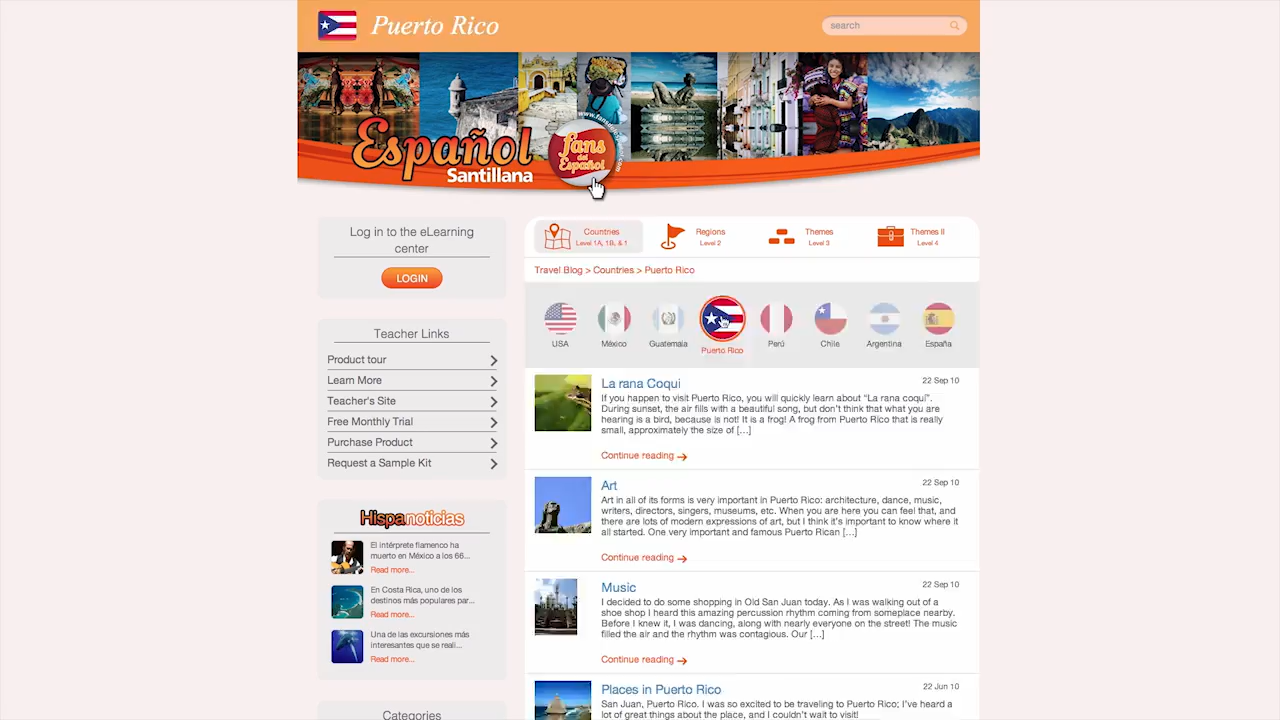 Puerto Rico
search
Español
Santillana
fans
del
Español
Log in to the eLearning
center
LOGIN
Teacher Links
Product tour
Learn More
Teacher's Site
Free Monthly Trial
Purchase Product
Request a Sample Kit
Hispanoticias
El intérprete flamenco ha
muerto en México a los 66...
Read more...
En Costa Rica, uno de los
destinos más populares par...
Read more...
Una de las excursiones más
interesantes que se reali...
Read more...
Categories
Countries
Level 1A, 1B, & 1
Regions
Level 2
Themes
Level 3
Themes II
Level 4
Travel Blog > Countries > Puerto Rico
USA
México
Guatemala
Puerto Rico
Perú
Chile
Argentina
España
La rana Coqui
22 Sep 10
If you happen to visit Puerto Rico, you will quickly learn about “La rana coqui”.
During sunset, the air fills with a beautiful song, but don’t think that what you are
hearing is a bird, because is not! It is a frog! A frog from Puerto Rico that is really
small, approximately the size of […]
Continue reading
Art
22 Sep 10
Art in all of its forms is very important in Puerto Rico: architecture, dance, music,
writers, directors, singers, museums, etc. When you are here you can feel that, and
there are lots of modern expressions of art, but I think it’s important to know where it
all started. One very important and famous Puerto Rican […]
Continue reading
Music
22 Sep 10
I decided to do some shopping in Old San Juan today. As I was walking out of a
shoe shop I heard this amazing percussion rhythm coming from someplace nearby.
Before I knew it, I was dancing, along with nearly everyone on the street! The music
filled the air and the rhythm was contagious. Our […]
Continue reading
Places in Puerto Rico
22 Jun 10
San Juan, Puerto Rico. I was so excited to be traveling to Puerto Rico; I’ve heard a
lot of great things about the place, and I couldn’t wait to visit!